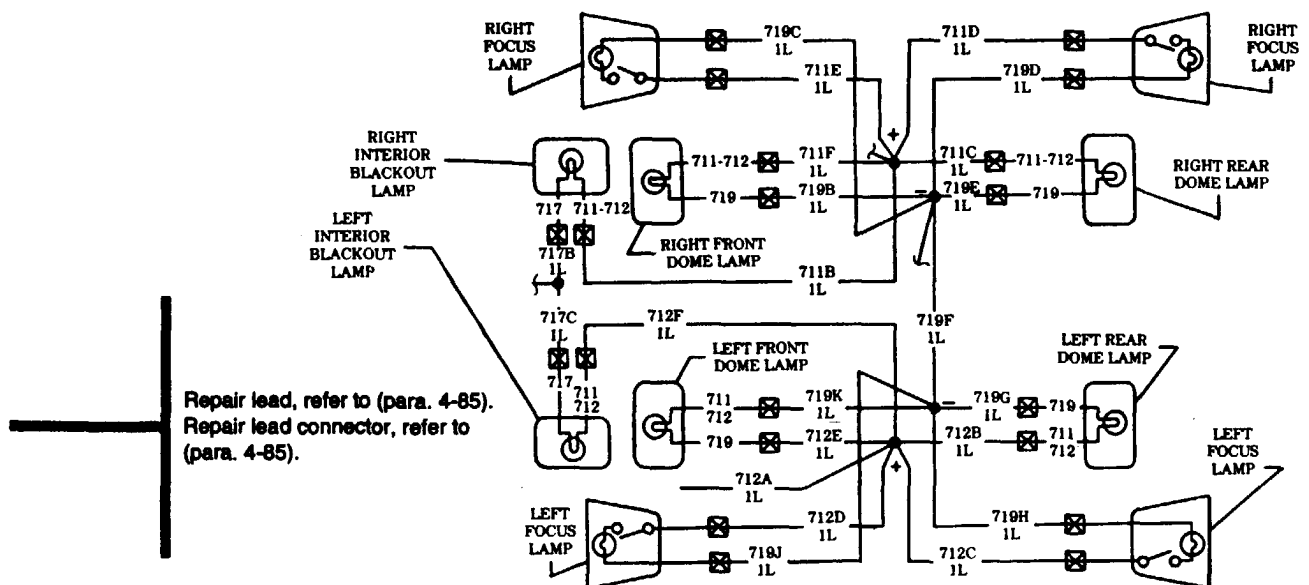 RIGHT
FOCUS
LAMP
719C
1L
711E
1L
711D
1L
719D
1L
RIGHT
FOCUS
LAMP
RIGHT
INTERIOR
BLACKOUT
LAMP
LEFT
INTERIOR
BLACKOUT
LAMP
717
711-712
717B
1L
711-712
711F
1L
719
719B
1L
RIGHT FRONT
DOME LAMP
+
-
711C
1L
711-712
719E
1L
719
RIGHT REAR
DOME LAMP
711B
1L
717C
1L
712F
1L
719F
1L
717
711
712
LEFT FRONT
DOME LAMP
711
712
719K
1L
719
712E
1L
712A
1L
-
+
LEFT REAR
DOME LAMP
719G
1L
719
712B
1L
711
712
LEFT
FOCUS
LAMP
Repair lead, refer to (para. 4-85).
Repair lead connector, refer to
(para. 4-85).
LEFT
FOCUS
LAMP
712D
1L
719J
1L
719H
1L
712C
1L